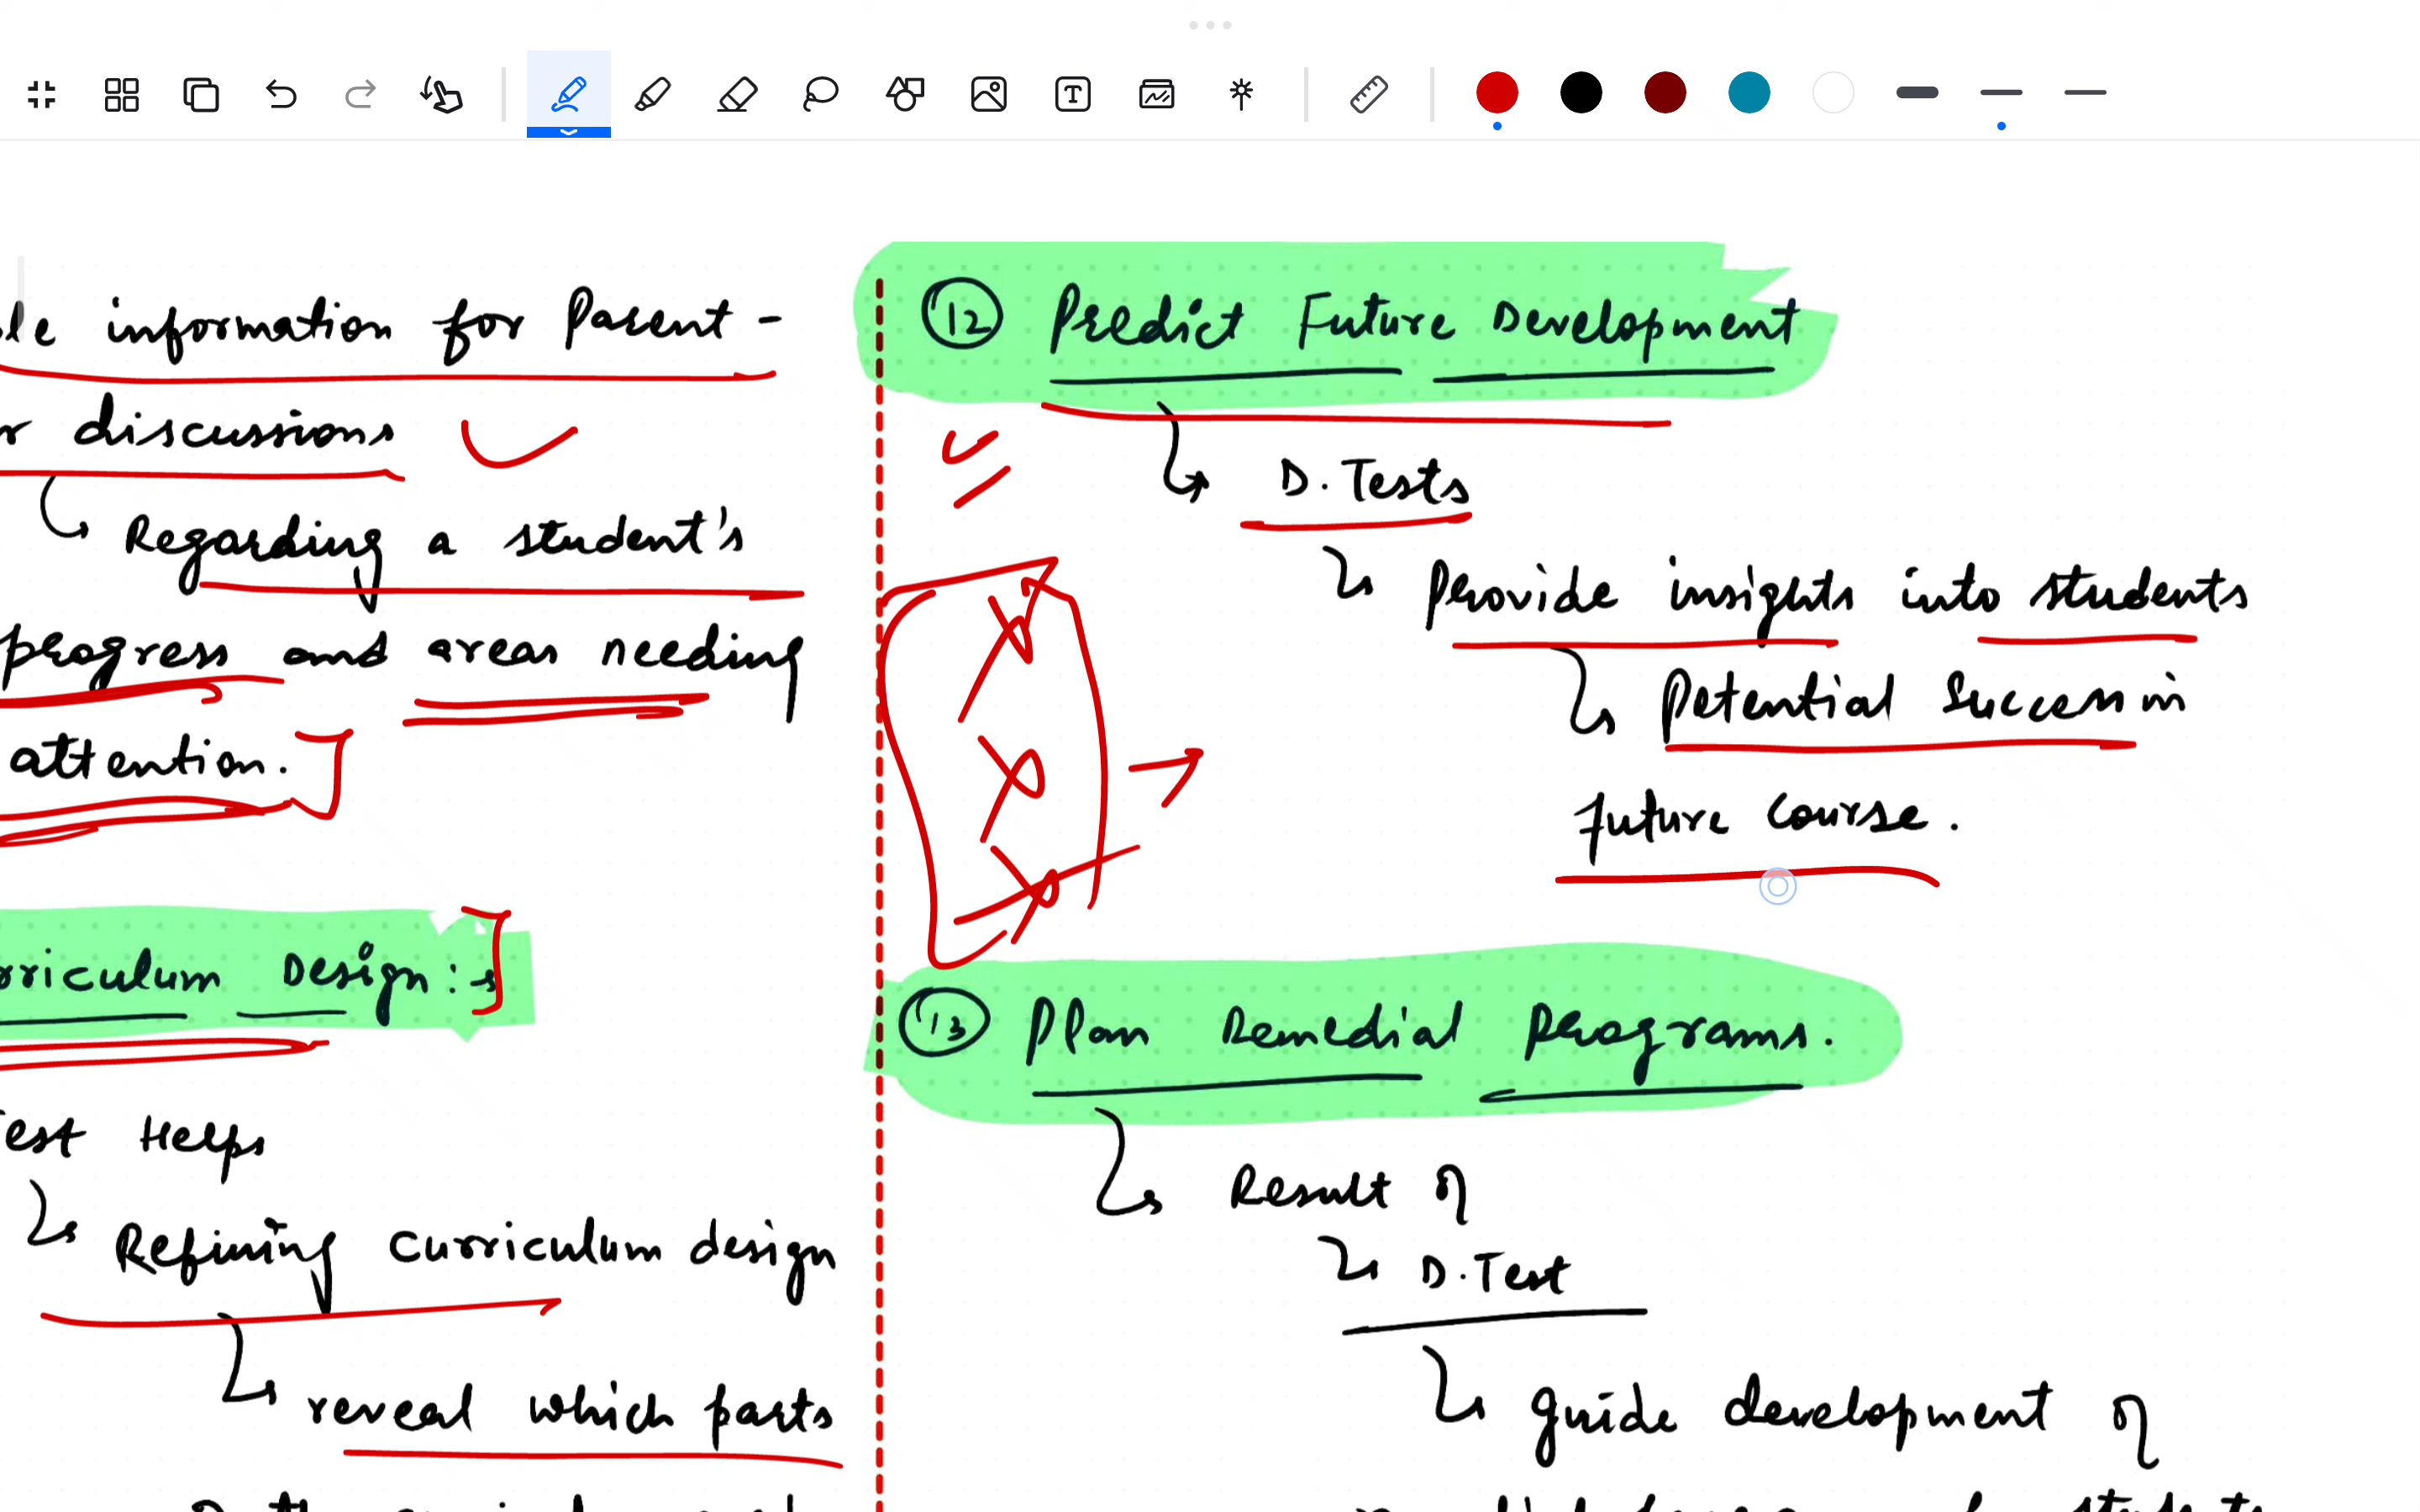 le information for Parent -
r discussions
Regarding a student's
progress and areas needing
attention.
rriculum Design :→
est Helps
Refining curriculum design
reveal which parts
12 Predict Future Development
D. Tests
Provide insights into students
Potential Success in
future course.
13 Plan Remedial Programs.
Result of
D. Test
guide development of